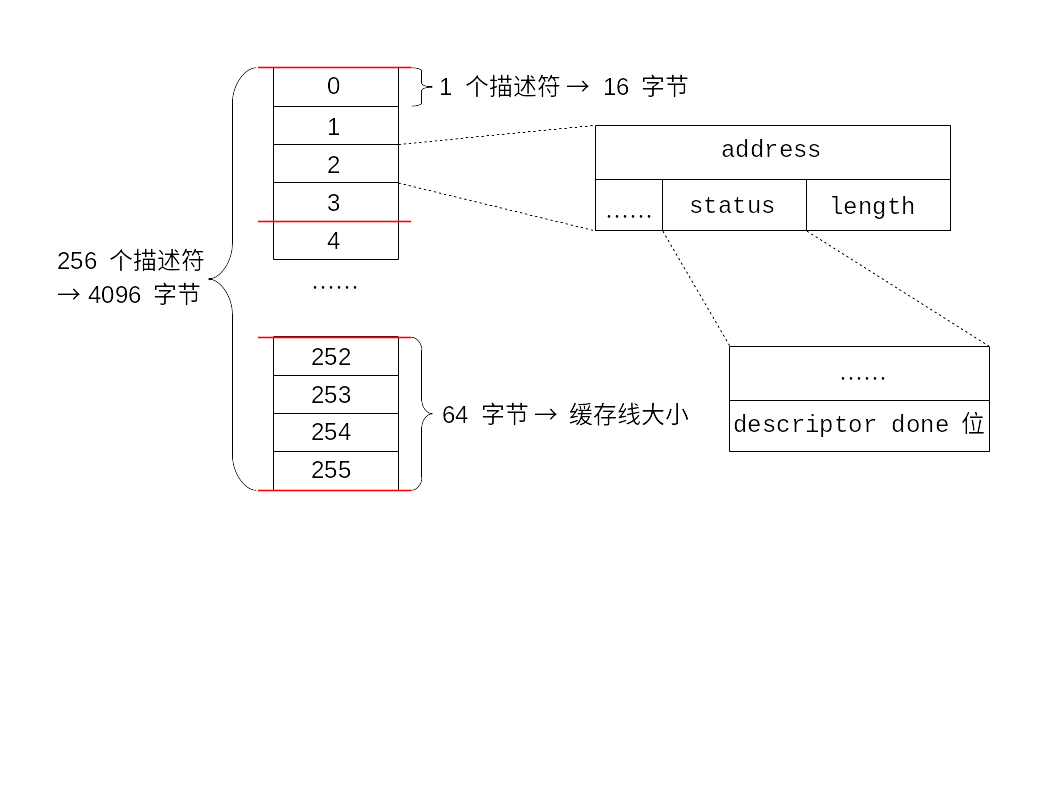 0
1 个描述符→ 16 字节
1
2
3
4
……
256 个描述符
→4096 字节
252
253
254
255
64 字节→ 缓存线大小
address
…… status length
……
descriptor done 位